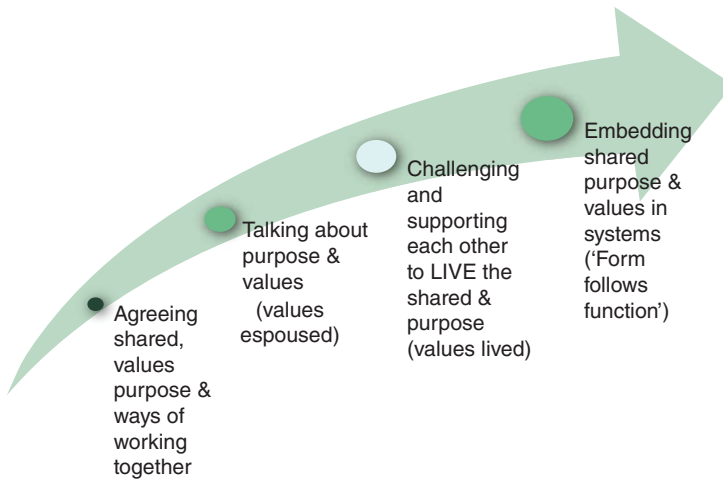 Agreeing
shared,
values
purpose &
ways of
working
together
Talking about
purpose &
values
(values
espoused)
Challenging
and
supporting
each other
to LIVE the
shared &
purpose
(values lived)
Embedding
shared
purpose &
values in
systems
(‘Form
follows
function’)